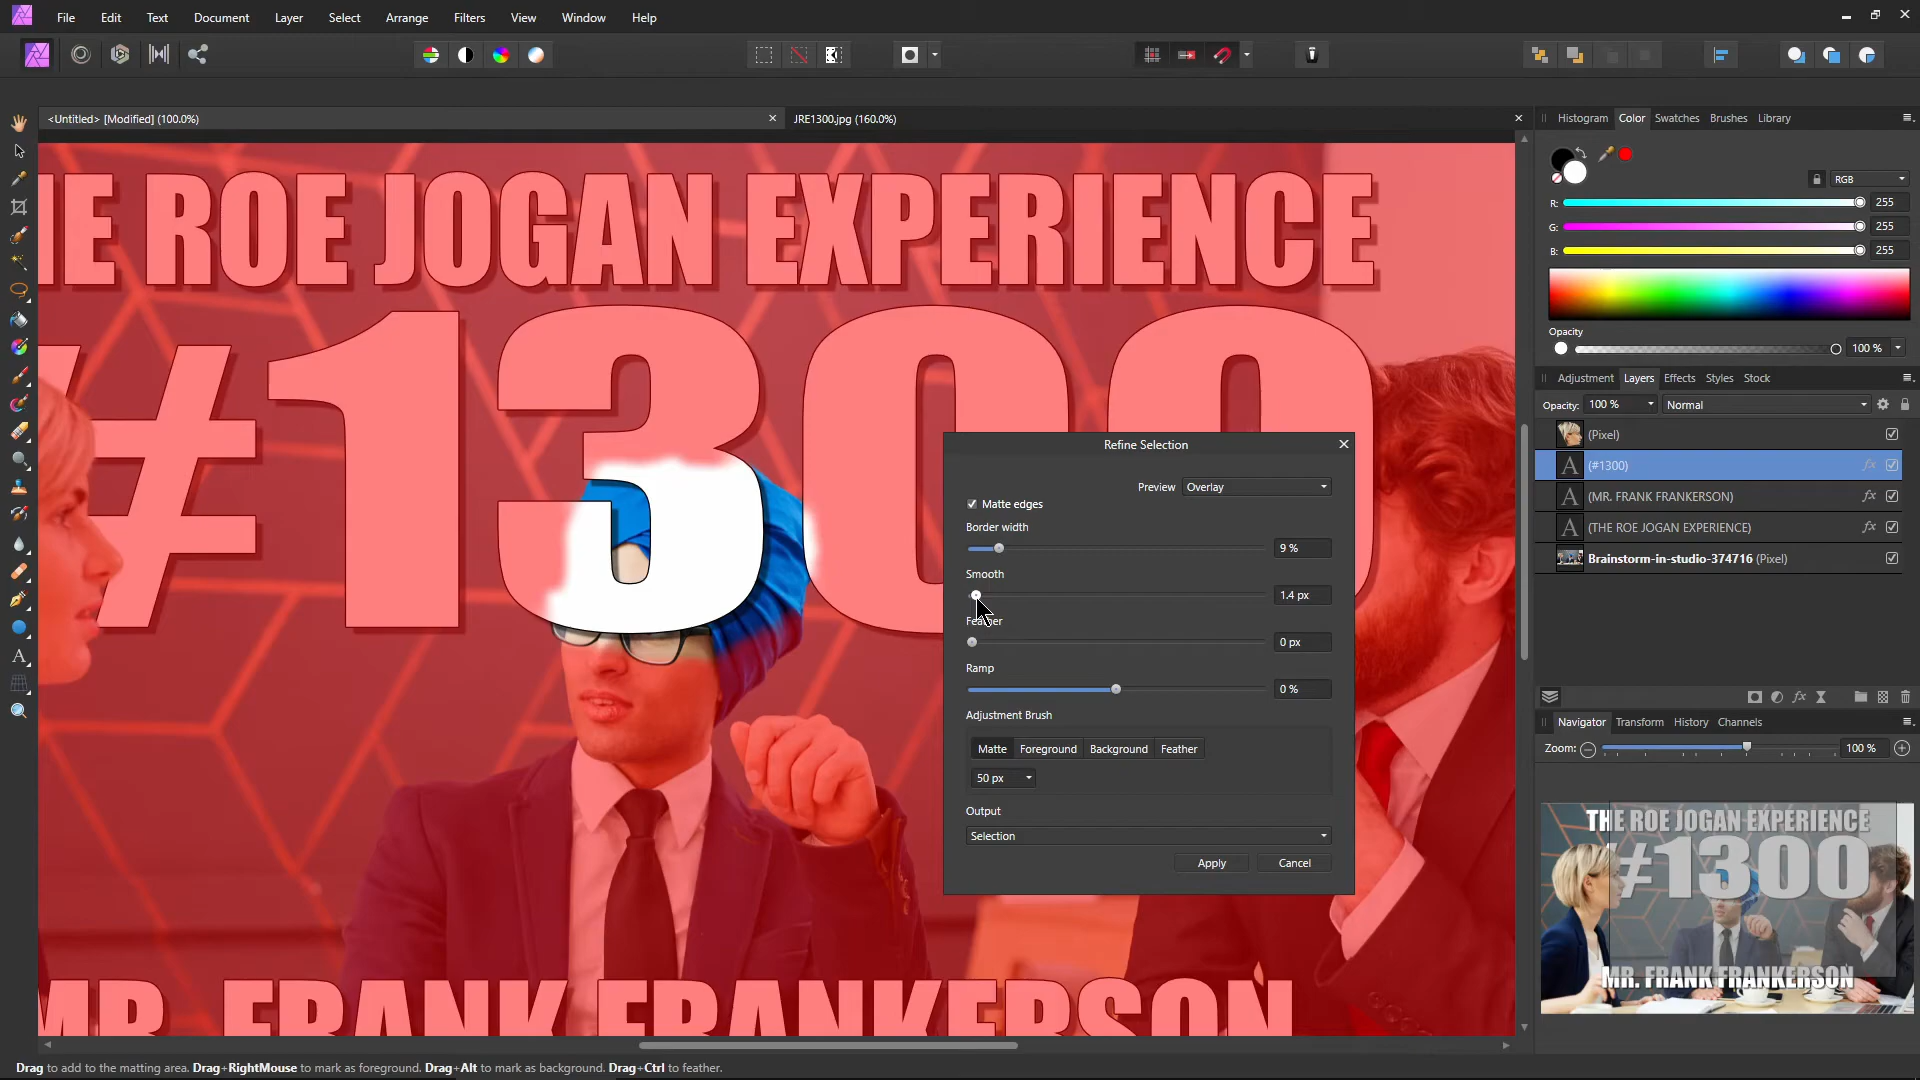 File Edit Text Document Layer Select Arrange Filters View Window Help
<Untitled> [Modified] (100.0%)
JRE1300.jpg (160.0%)
THE ROE JOGAN EXPERIENCE
#1300
MR. FRANK FRANKERSON
Refine Selection
Preview Overlay
Matte edges
Border width
9 %
Smooth
1.4 px
Feather
0 px
Ramp
0 %
Adjustment Brush
Matte Foreground Background Feather
50 px
Output
Selection
Apply Cancel
Histogram Color Swatches Brushes Library
RGB
R: 255
G: 255
B: 255
Opacity
100 %
Adjustment Layers Effects Styles Stock
Opacity: 100 % Normal
(Pixel)
A (#1300) fx
A (MR. FRANK FRANKERSON) fx
A (THE ROE JOGAN EXPERIENCE) fx
Brainstorm-in-studio-374716 (Pixel)
fx
Navigator Transform History Channels
Zoom: 100 %
THE ROE JOGAN EXPERIENCE
#1300
MR. FRANK FRANKERSON
Drag to add to the matting area. Drag+RightMouse to mark as foreground. Drag+Alt to mark as background. Drag+Ctrl to feather.